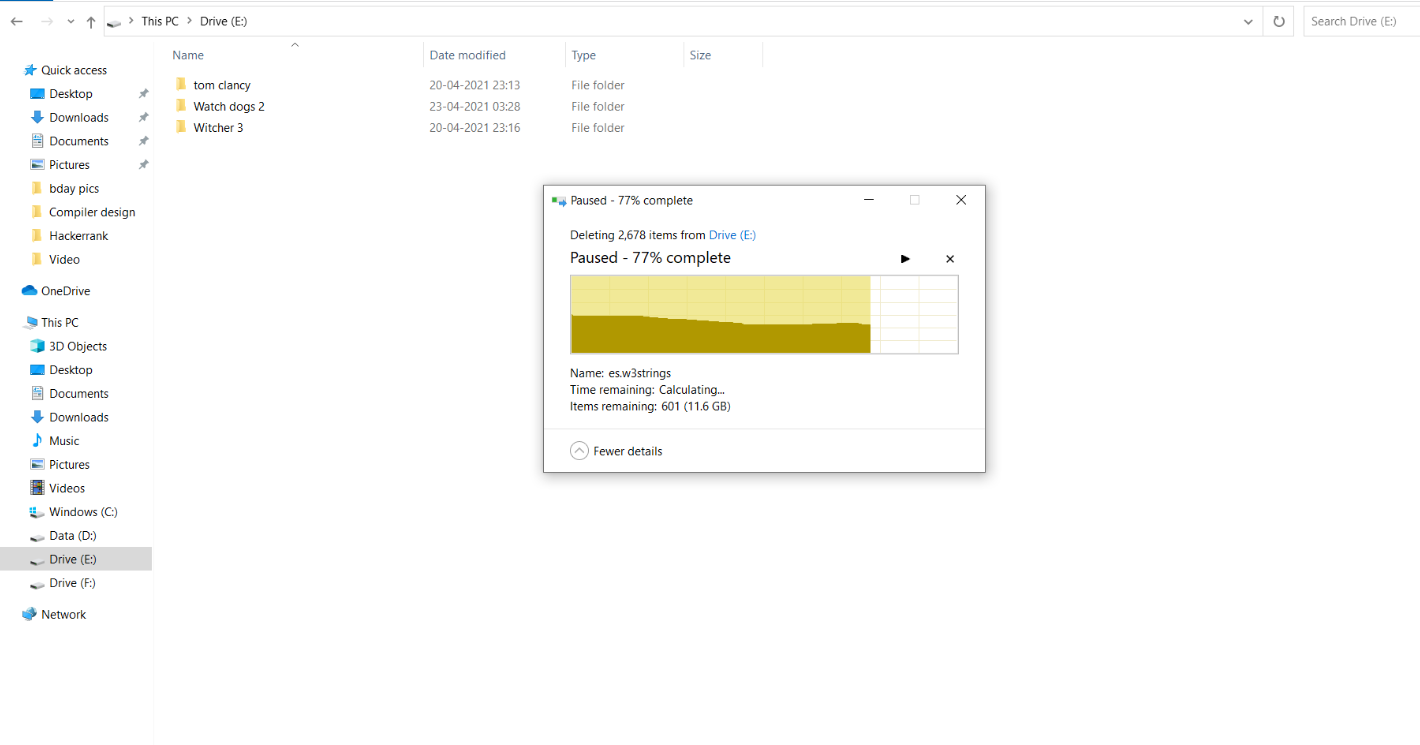 This PC > Drive (E:)
Search Drive (E:)
Name Date modified Type Size
tom clancy 20-04-2021 23:13 File folder
Watch dogs 2 23-04-2021 03:28 File folder
Witcher 3 20-04-2021 23:16 File folder
Quick access
Desktop
Downloads
Documents
Pictures
bday pics
Compiler design
Hackerrank
Video
OneDrive
This PC
3D Objects
Desktop
Documents
Downloads
Music
Pictures
Videos
Windows (C:)
Data (D:)
Drive (E:)
Drive (F:)
Network
Paused - 77% complete
Deleting 2,678 items from Drive (E:)
Paused - 77% complete
Name: es.w3strings
Time remaining: Calculating...
Items remaining: 601 (11.6 GB)
Fewer details